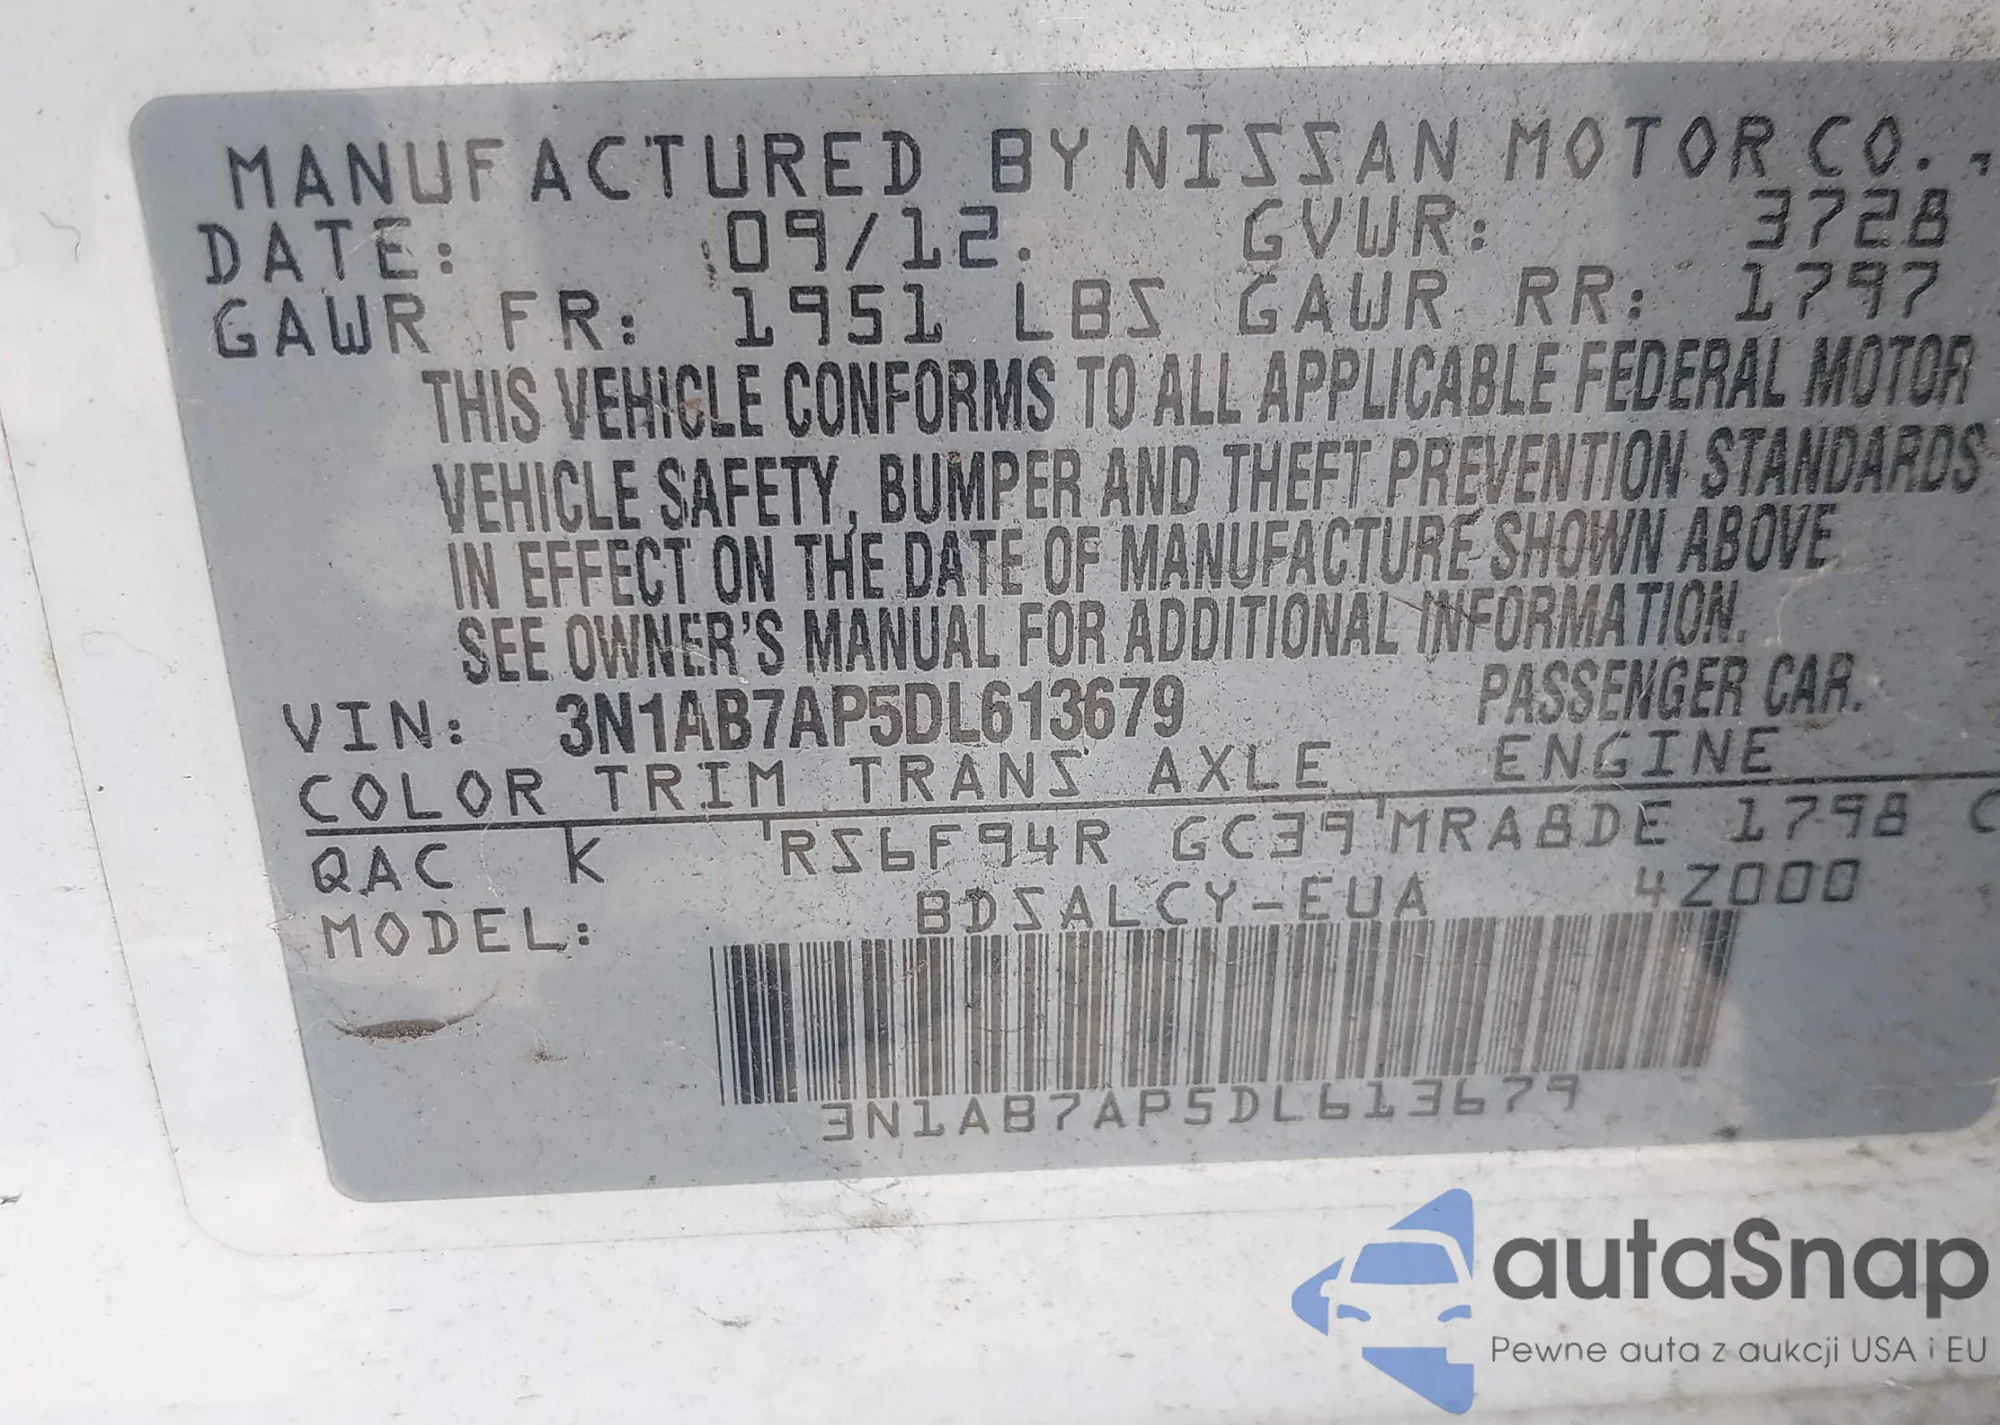 MANUFACTURED BY NISSAN MOTOR CO.,
DATE: 09/12. GVWR: 3728
GAWR FR: 1951 LBS GAWR RR: 1797
THIS VEHICLE CONFORMS TO ALL APPLICABLE FEDERAL MOTOR
VEHICLE SAFETY, BUMPER AND THEFT PREVENTION STANDARDS
IN EFFECT ON THE DATE OF MANUFACTURE SHOWN ABOVE.
SEE OWNER'S MANUAL FOR ADDITIONAL INFORMATION.
VIN: 3N1AB7AP5DL613679 PASSENGER CAR.
COLOR TRIM TRANS AXLE ENGINE
QAC K RS6F94R GC39 MRA8DE 1798 C
MODEL: BDSALCY-EUA 4Z000
3N1AB7AP5DL613679
autaSnap
Pewne auta z aukcji USA i EU